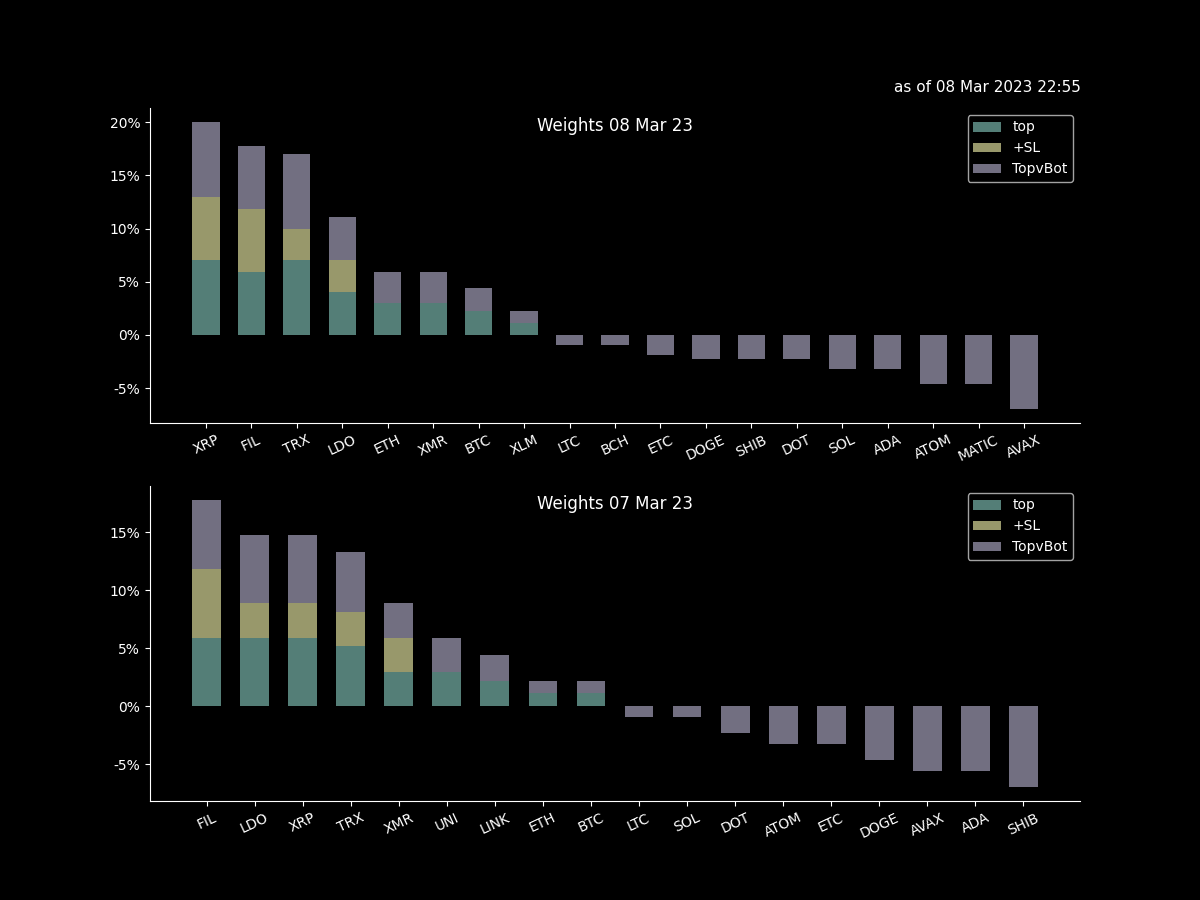 as of 08 Mar 2023 22:55
Weights 08 Mar 23
top
+SL
TopvBot
20%
15%
10%
5%
0%
-5%
XRP FIL TRX LDO ETH XMR BTC XLM LTC BCH ETC DOGE SHIB DOT SOL ADA ATOM MATIC AVAX
Weights 07 Mar 23
top
+SL
TopvBot
15%
10%
5%
0%
-5%
FIL LDO XRP TRX XMR UNI LINK ETH BTC LTC SOL DOT ATOM ETC DOGE AVAX ADA SHIB